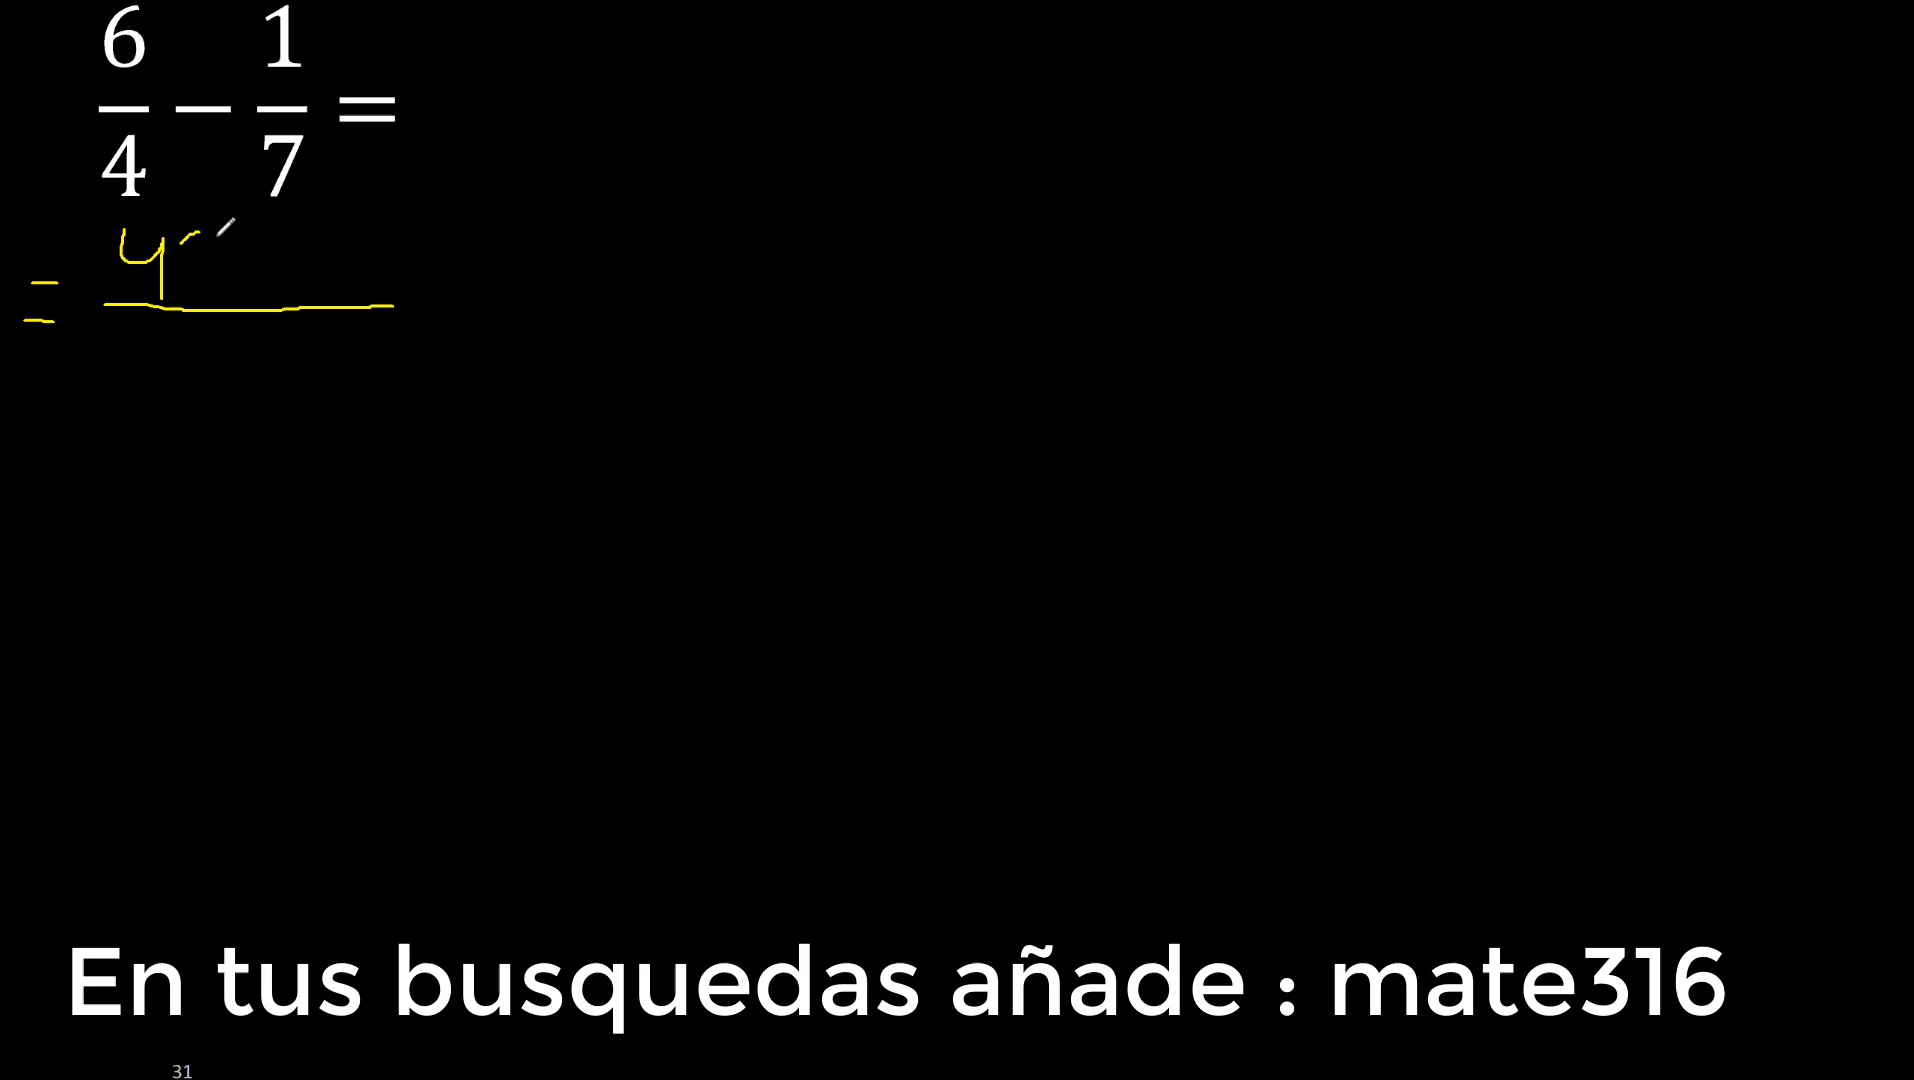 6/4 − 1/7 =
= 4
En tus busquedas añade : mate316
31